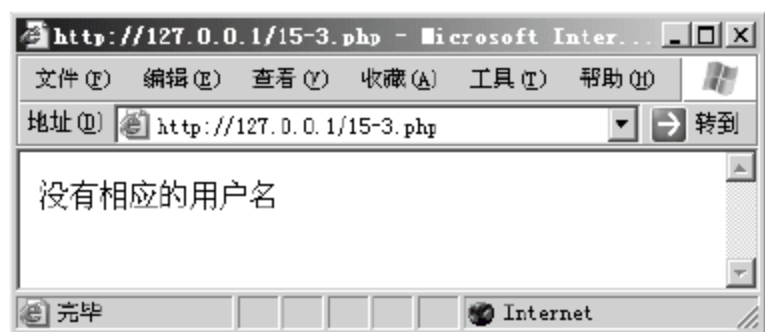 http://127.0.0.1/15-3.php - Microsoft Inter...
文件(F) 编辑(E) 查看(V) 收藏(A) 工具(T) 帮助(H)
地址(D) http://127.0.0.1/15-3.php 转到
没有相应的用户名
完毕 Internet